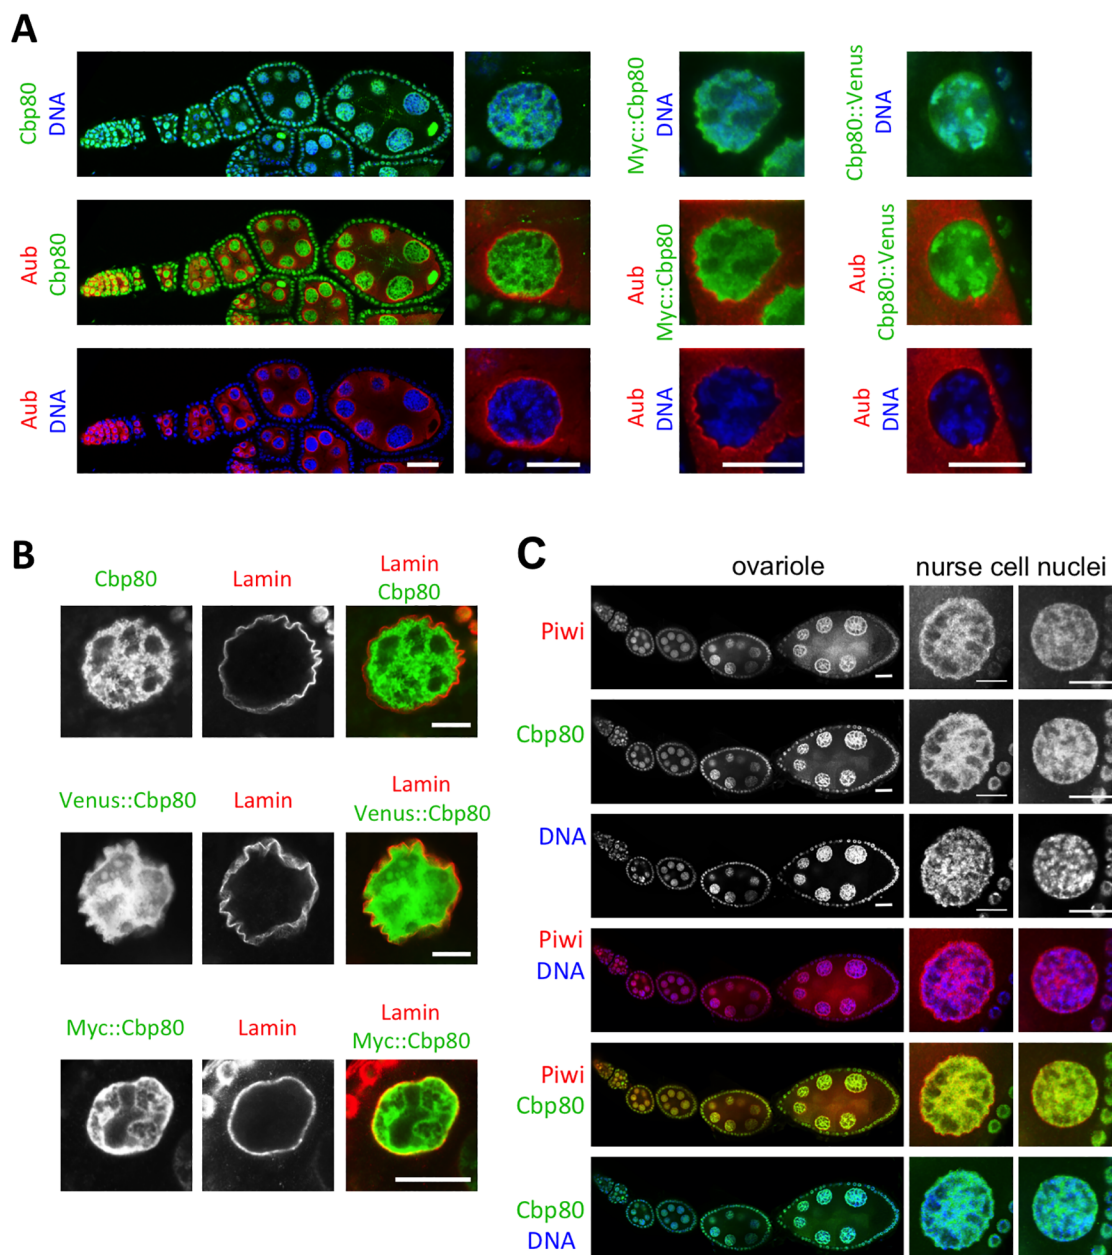 A
Cbp80
DNA
Myc::Cbp80
DNA
Cbp80::Venus
DNA
Aub
Cbp80
Aub
Myc::Cbp80
Aub
Cbp80::Venus
Aub
DNA
Aub
DNA
Aub
DNA
B
Cbp80
Lamin
Lamin
Cbp80
Venus::Cbp80
Lamin
Lamin
Venus::Cbp80
Myc::Cbp80
Lamin
Lamin
Myc::Cbp80
C
ovariole
nurse cell nuclei
Piwi
Cbp80
DNA
Piwi
DNA
Piwi
Cbp80
Cbp80
DNA